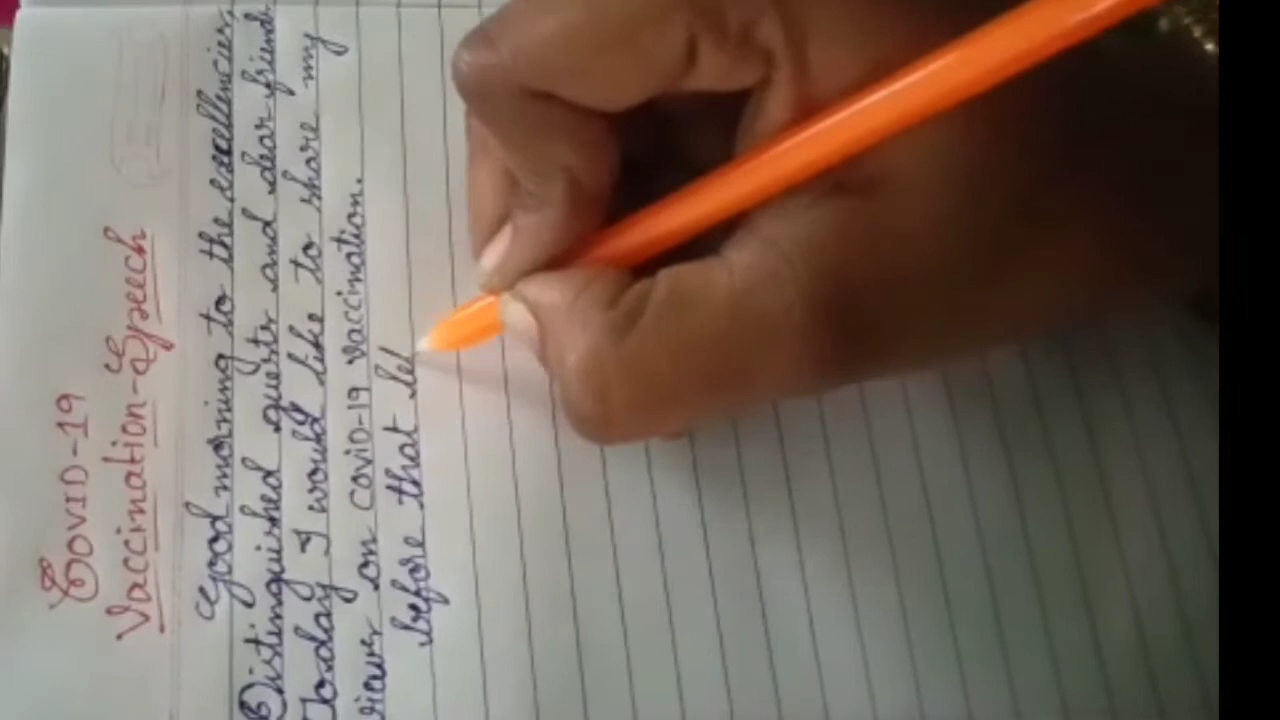 COVID-19
Vaccination-Speech
Good morning to the excellencies,
Distinguished guests and dear friends
Today I would like to share my
views on COVID-19 vaccination.
before that let